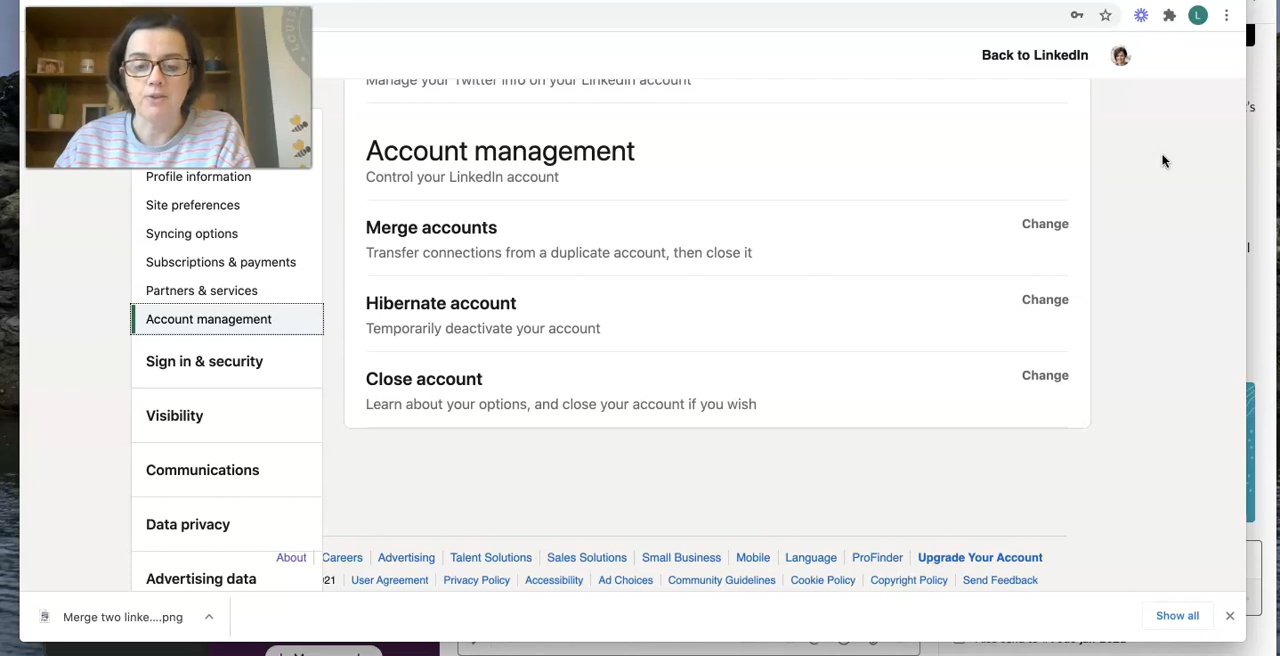 L
Back to LinkedIn
Manage your Twitter info on your LinkedIn account
Account management
Control your LinkedIn account
Profile information
Site preferences
Syncing options
Subscriptions & payments
Partners & services
Account management
Sign in & security
Visibility
Communications
Data privacy
Advertising data
Merge accounts
Change
Transfer connections from a duplicate account, then close it
Hibernate account
Change
Temporarily deactivate your account
Close account
Change
Learn about your options, and close your account if you wish
About Careers Advertising Talent Solutions Sales Solutions Small Business Mobile Language ProFinder Upgrade Your Account
21 User Agreement Privacy Policy Accessibility Ad Choices Community Guidelines Cookie Policy Copyright Policy Send Feedback
Merge two linke....png
Show all